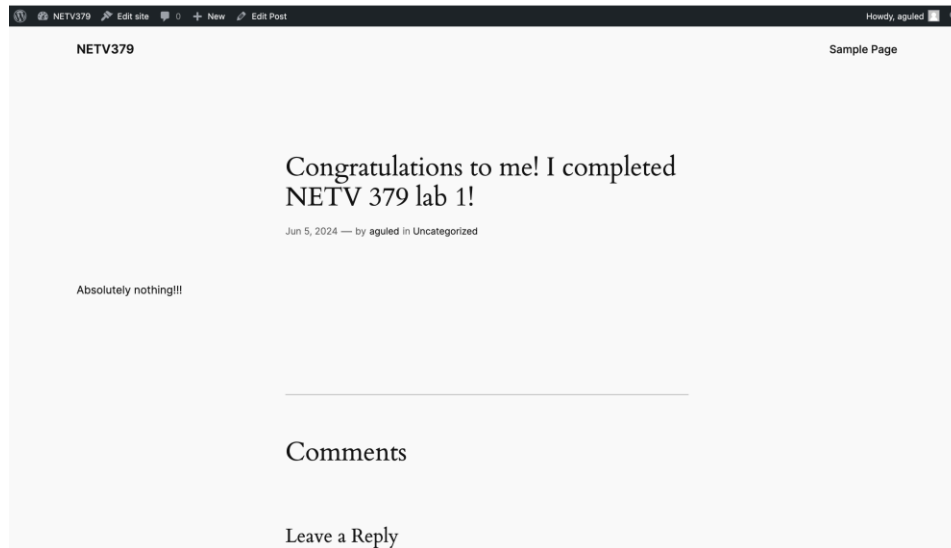 NETV379 Edit site 0 New Edit Post Howdy, aguled
NETV379 Sample Page
Congratulations to me! I completed
NETV 379 lab 1!
Jun 5, 2024 — by aguled in Uncategorized
Absolutely nothing!!!
Comments
Leave a Reply